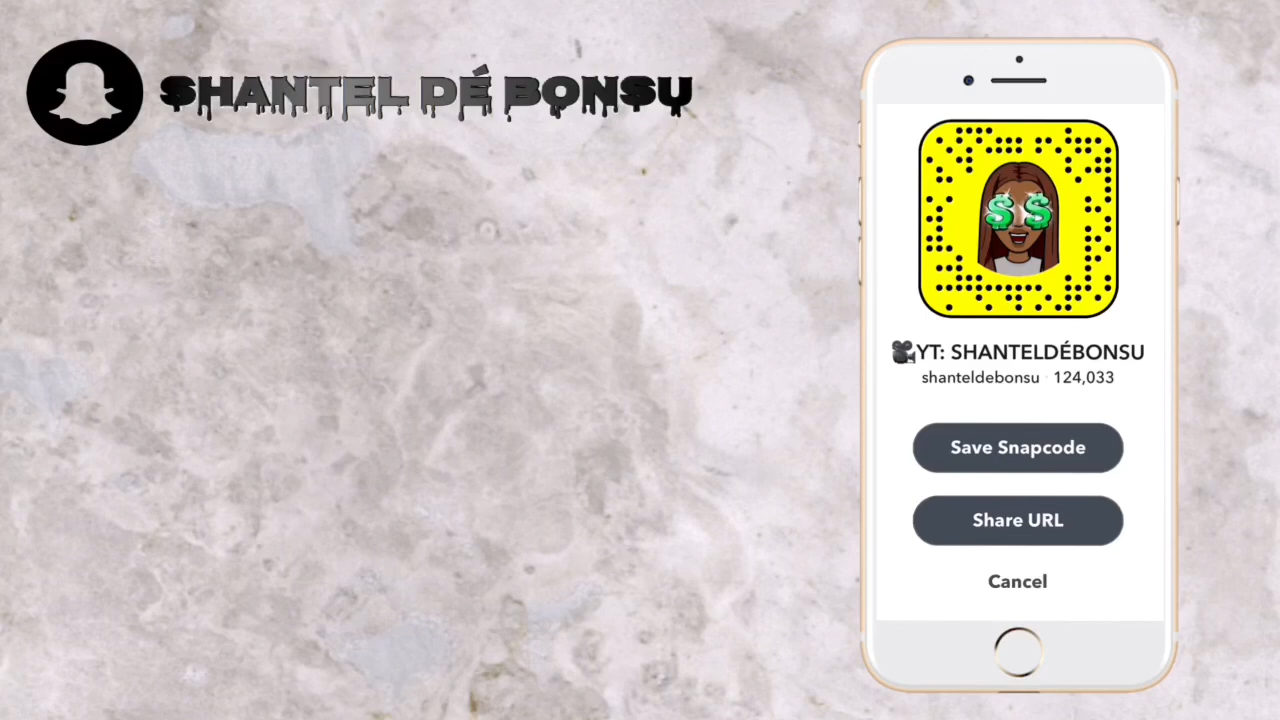 SHANTEL DÉ BONSU
YT: SHANTELDÉBONSU
shanteldebonsu · 124,033
Save Snapcode
Share URL
Cancel